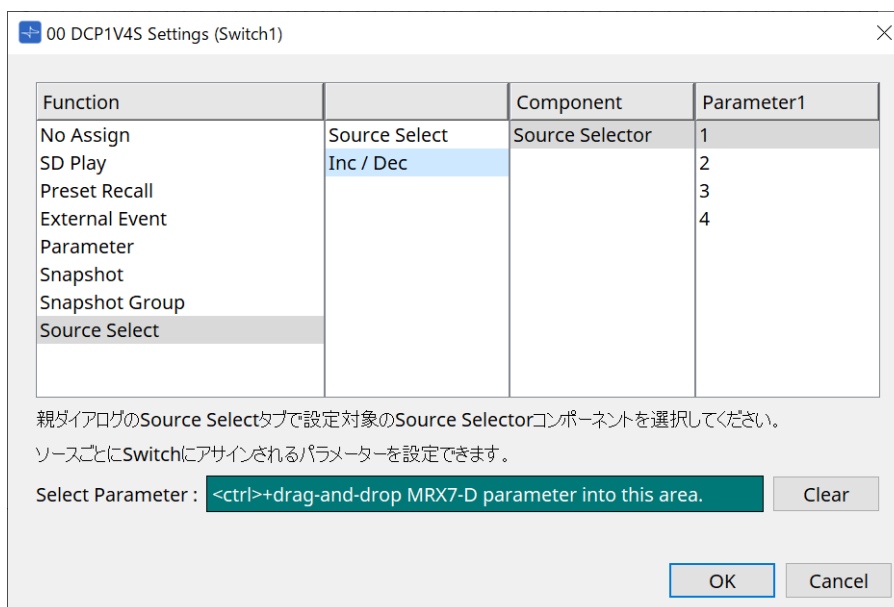 00 DCP1V4S Settings (Switch1)
Function Component Parameter1
No Assign Source Select Source Selector 1
SD Play Inc / Dec 2
Preset Recall 3
External Event 4
Parameter
Snapshot
Snapshot Group
Source Select
親ダイアログのSource Selectタブで設定対象のSource Selectorコンポーネントを選択してください。
ソースごとにSwitchにアサインされるパラメーターを設定できます。
Select Parameter : <ctrl>+drag-and-drop MRX7-D parameter into this area. Clear
OK Cancel